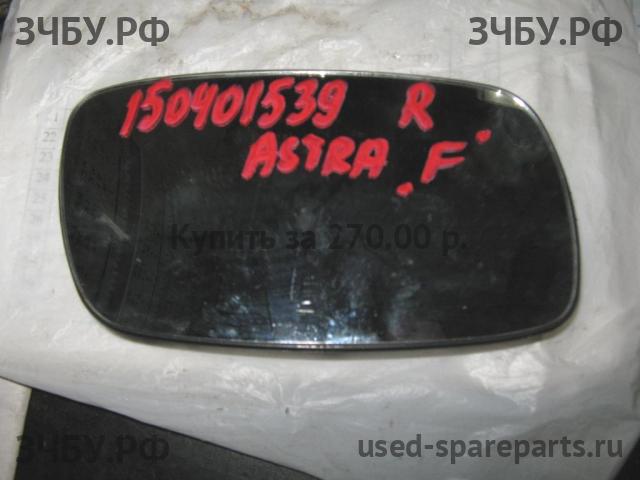 ЗЧБУ.РФ ЗЧБУ.РФ
150401539 R
ASTRA "F"
Купить за 270.00 р.
ЗЧБУ.РФ used-spareparts.ru